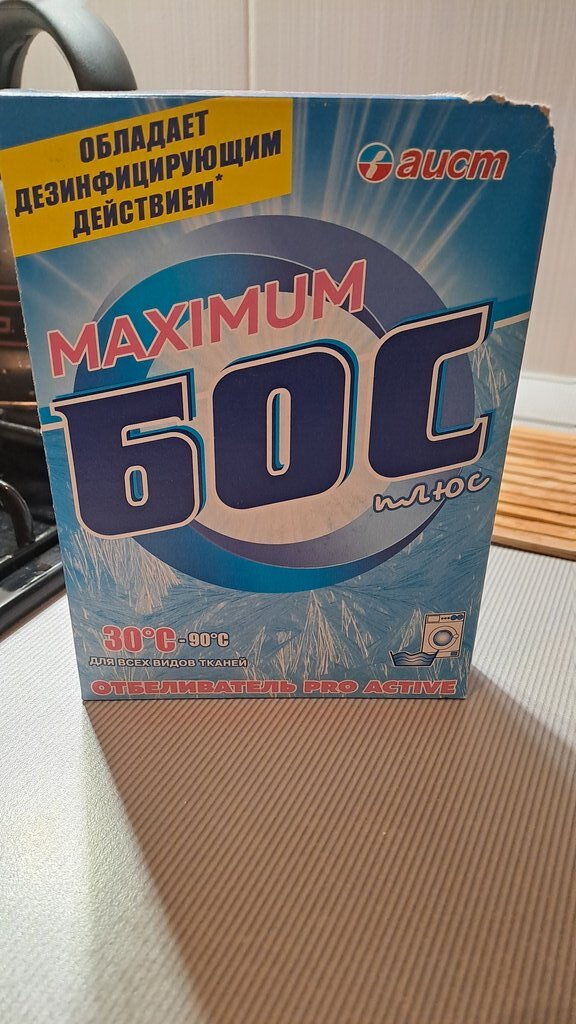 ОБЛАДАЕТ
ДЕЗИНФИЦИРУЮЩИМ
ДЕЙСТВИЕМ*
аист
MAXIMUM
БОС
плюс
30°C-90°C
ДЛЯ ВСЕХ ВИДОВ ТКАНЕЙ
ОТБЕЛИВАТЕЛЬ PRO ACTIVE